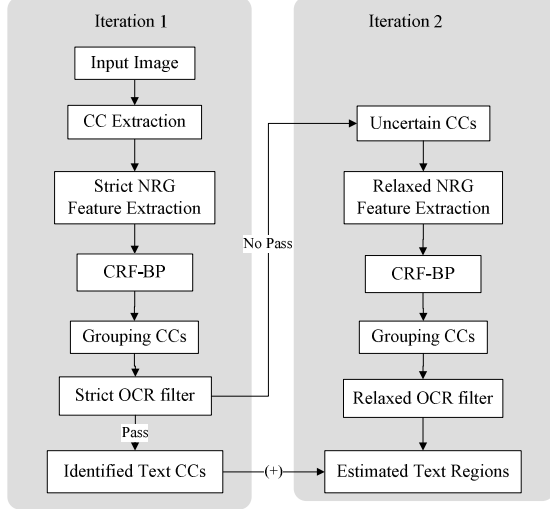 Iteration 1
Input Image
CC Extraction
Strict NRG
Feature Extraction
CRF-BP
Grouping CCs
Strict OCR filter
Pass
Identified Text CCs
No Pass
(+)
Iteration 2
Uncertain CCs
Relaxed NRG
Feature Extraction
CRF-BP
Grouping CCs
Relaxed OCR filter
Estimated Text Regions